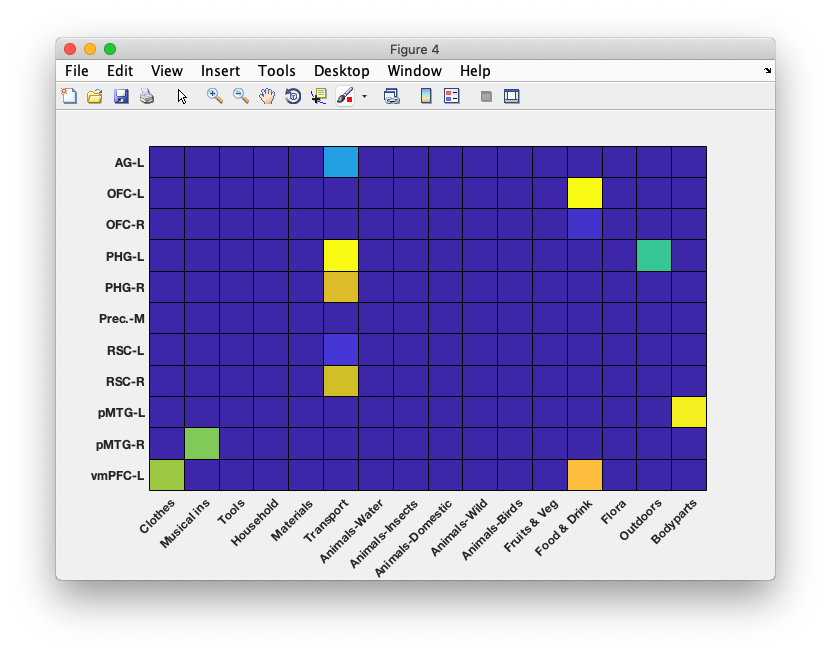 Figure 4
File Edit View Insert Tools Desktop Window Help
AG-L
OFC-L
OFC-R
PHG-L
PHG-R
Prec.-M
RSC-L
RSC-R
pMTG-L
pMTG-R
vmPFC-L
Clothes
Musical ins
Tools
Household
Materials
Transport
Animals-Water
Animals-Insects
Animals-Domestic
Animals-Wild
Animals-Birds
Fruits & Veg
Food & Drink
Flora
Outdoors
Bodyparts